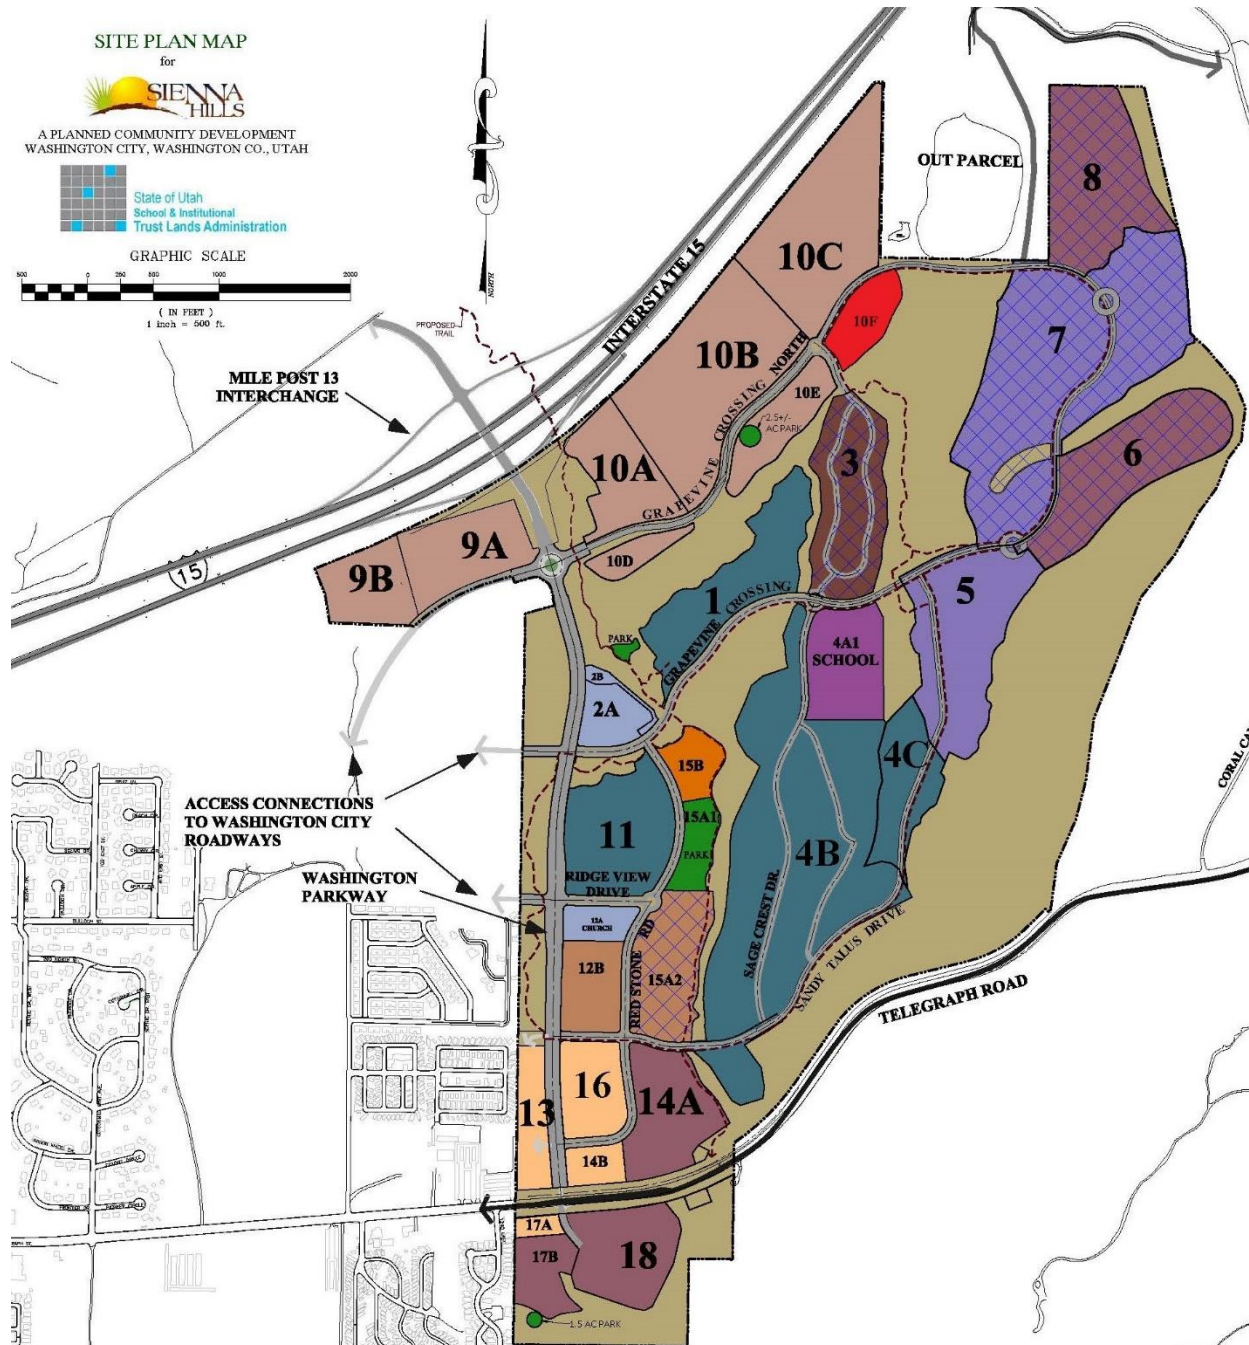 SITE PLAN MAP
for
SIENNA
HILLS
A PLANNED COMMUNITY DEVELOPMENT
WASHINGTON CITY, WASHINGTON CO., UTAH
State of Utah
School & Institutional
Trust Lands Administration
GRAPHIC SCALE
500
0
250
500
1000
2000
( IN FEET )
1 inch = 500 ft.
NORTH
PROPOSED
TRAIL
INTERSTATE 15
MILE POST 13
INTERCHANGE
15
OUT PARCEL
8
10C
10F
7
10B
GRAPEVINE CROSSING NORTH
10E
2.5+/-
AC PARK
6
3
10A
9A
9B
10D
5
1
GRAPEVINE CROSSING
4A1
SCHOOL
PARK
2B
2A
4C
CORAL
15B
ACCESS CONNECTIONS
TO WASHINGTON CITY
ROADWAYS
15A1
PARK
11
4B
RIDGE VIEW
DRIVE
WASHINGTON
PARKWAY
CHURCH
12B
RED STONE RD
15A2
SAGE CREST DR.
SANDY TALUS DRIVE
TELEGRAPH ROAD
16
13
14A
14B
17A
17B
18
1.5 AC PARK